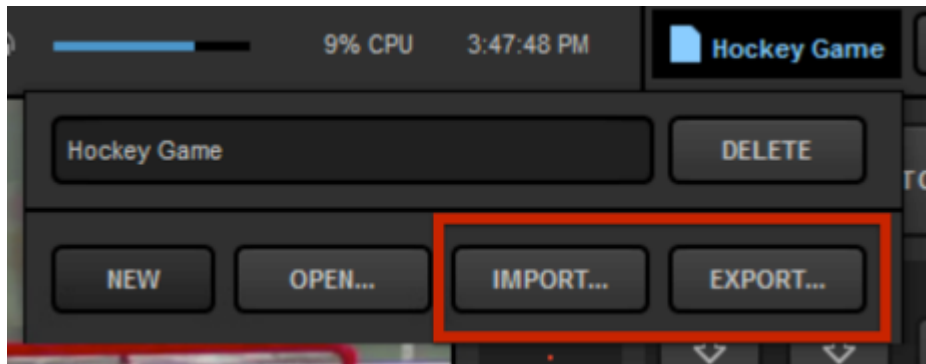 9% CPU 3:47:48 PM Hockey Game
Hockey Game DELETE
NEW OPEN... IMPORT... EXPORT...